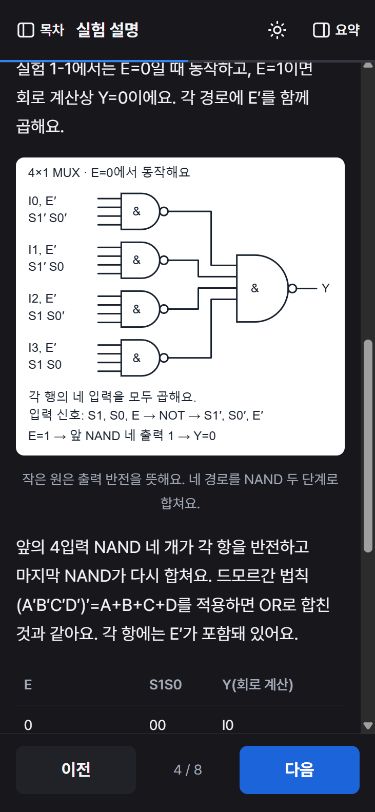 목차 실험 설명 요약
실험 1-1에서는 E=0일 때 동작하고, E=1이면
회로 계산상 Y=0이에요. 각 경로에 E′를 함께
곱해요.
4×1 MUX · E=0에서 동작해요
I0, E′
S1′ S0′
&
I1, E′
S1′ S0
&
& Y
I2, E′
S1 S0′
&
I3, E′
S1 S0
&
각 행의 네 입력을 모두 곱해요.
입력 신호: S1, S0, E → NOT → S1′, S0′, E′
E=1 → 앞 NAND 네 출력 1 → Y=0
작은 원은 출력 반전을 뜻해요. 네 경로를 NAND 두 단계로
합쳐요.
앞의 4입력 NAND 네 개가 각 항을 반전하고
마지막 NAND가 다시 합쳐요. 드모르간 법칙
(A′B′C′D′)′=A+B+C+D를 적용하면 OR로 합친
것과 같아요. 각 항에는 E′가 포함돼 있어요.
E S1S0 Y(회로 계산)
0 00 I0
이전 4 / 8 다음